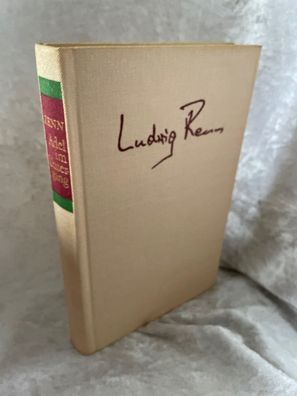 RENN
Adel
im
Unter-
gang
Ludwig Renn